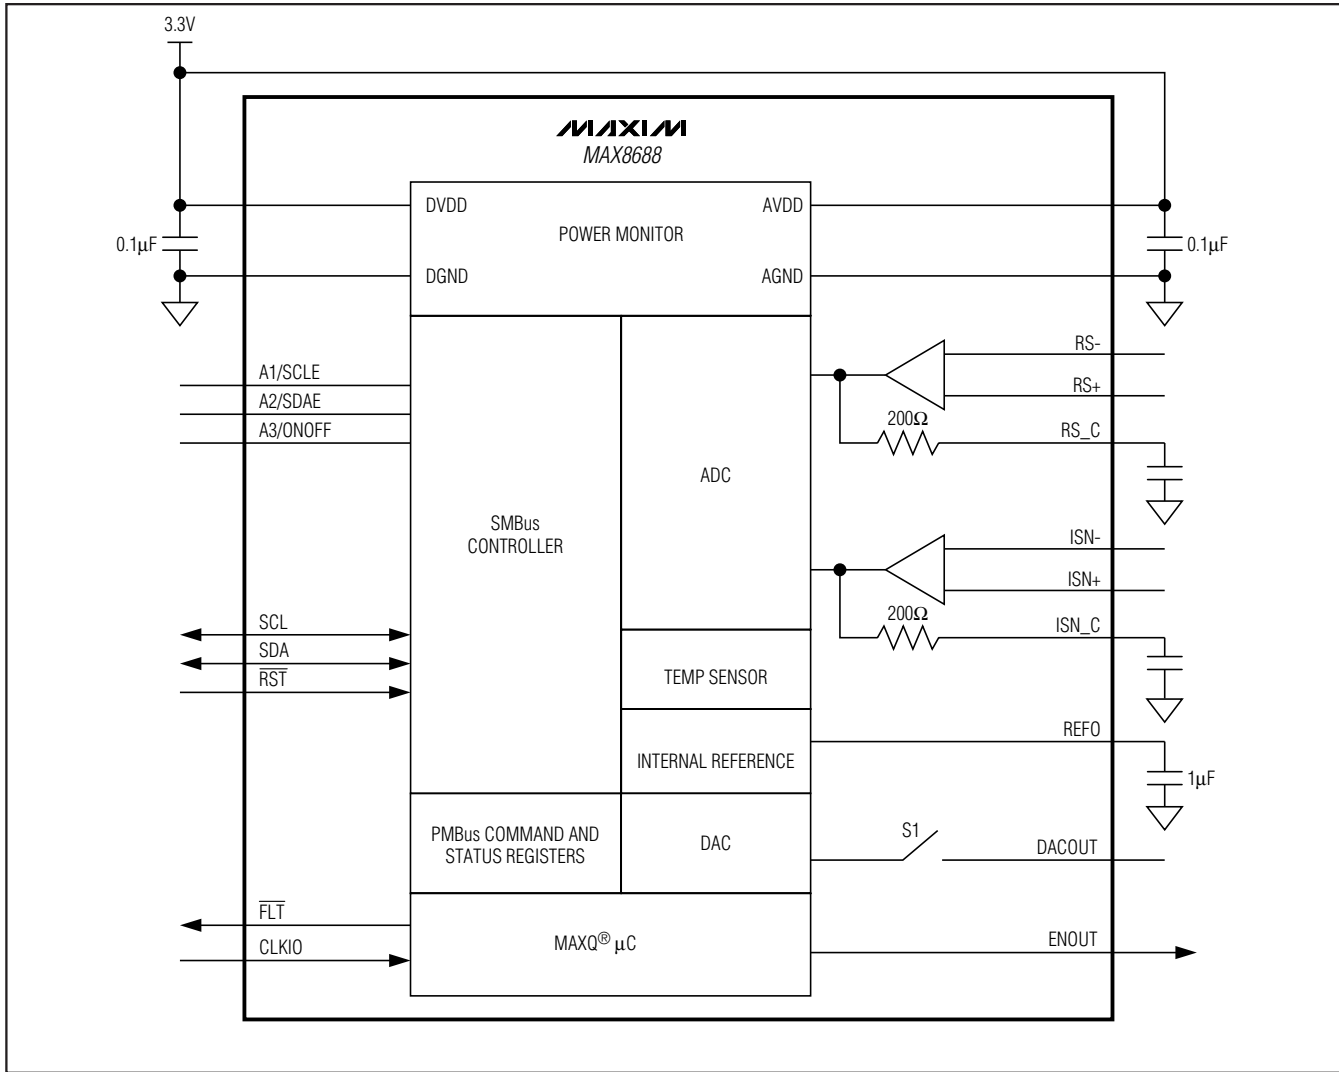 3.3V
MAXIM
MAX8688
DVDD
AVDD
POWER MONITOR
0.1µF
0.1µF
DGND
AGND
RS-
A1/SCLE
RS+
A2/SDAE
200Ω
A3/ONOFF
RS_C
ADC
SMBus
CONTROLLER
ISN-
ISN+
200Ω
SCL
ISN_C
SDA
RST
TEMP SENSOR
REFO
INTERNAL REFERENCE
1µF
PMBus COMMAND AND
STATUS REGISTERS
DAC
S1
DACOUT
FLT
MAXQ® µC
ENOUT
CLKIO